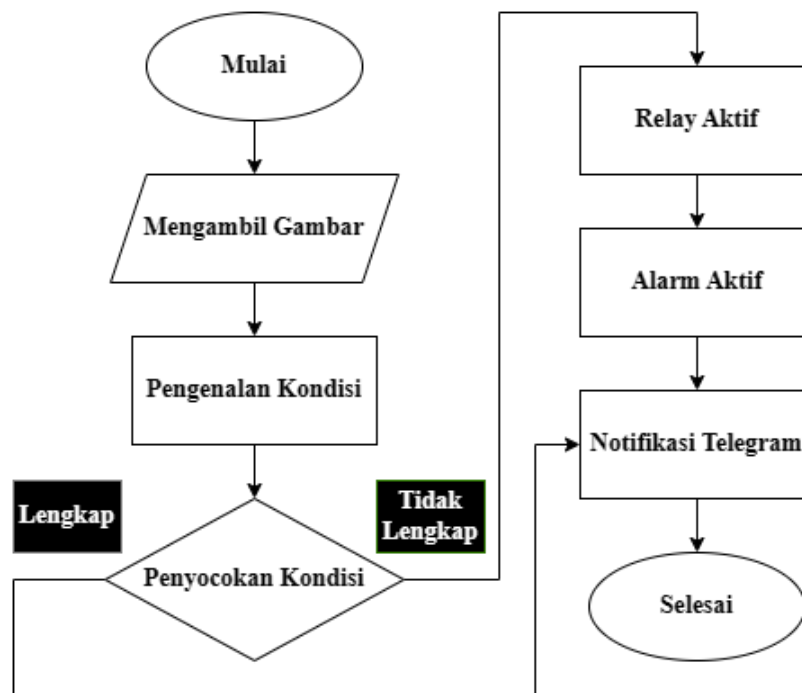 Mulai
Mengambil Gambar
Pengenalan Kondisi
Lengkap
Tidak
Lengkap
Penyocokan Kondisi
Relay Aktif
Alarm Aktif
Notifikasi Telegram
Selesai